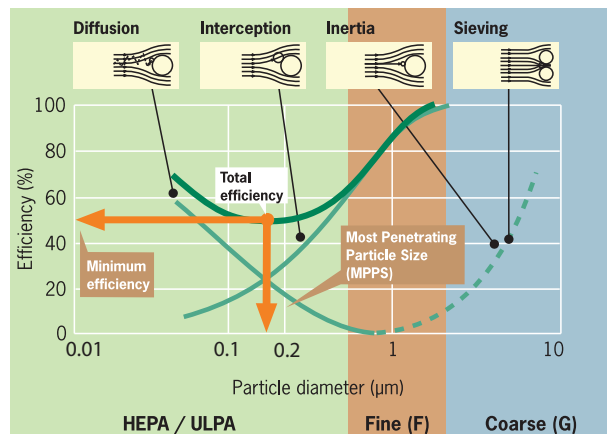 Diffusion
Interception
Inertia
Sieving
100
80
60
40
20
0
Efficiency (%)
Total
efficiency
Minimum
efficiency
Most Penetrating
Particle Size
(MPPS)
0.01
0.1
0.2
1
10
Particle diameter (µm)
HEPA / ULPA
Fine (F)
Coarse (G)